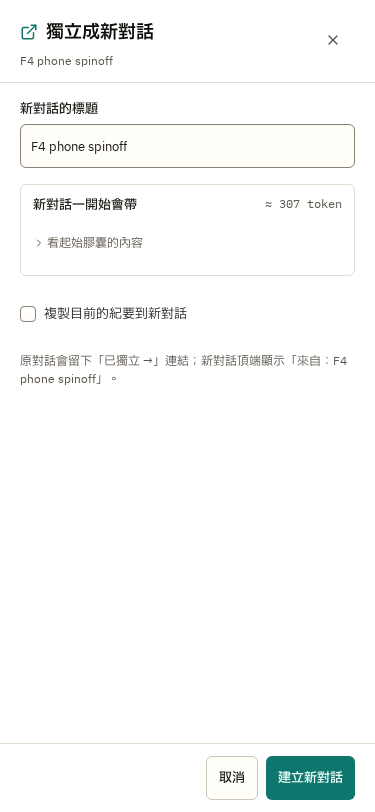 獨立成新對話
F4 phone spinoff
新對話的標題
F4 phone spinoff
新對話一開始會帶
≈ 307 token
看起始膠囊的內容
複製目前的紀要到新對話
原對話會留下「已獨立 →」連結；新對話頂端顯示「來自：F4
phone spinoff」。
取消
建立新對話